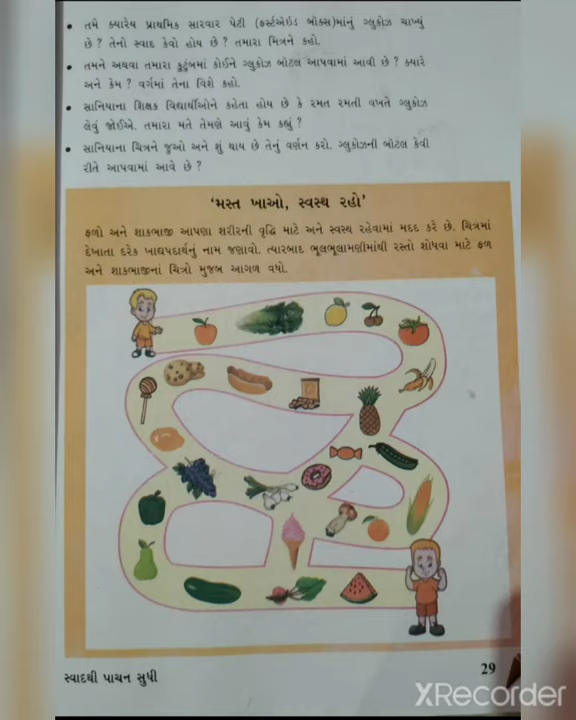 • તમે ક્યારેય પ્રાથમિક સારવાર પેટી (ફર્સ્ટએઇડ બોક્સ)માંનું ગ્લુકોઝ ચાખ્યું
છે ? તેનો સ્વાદ કેવો હોય છે ? તમારા મિત્રને કહો.
• તમને અથવા તમારા કુટુંબમાં કોઈને ગ્લુકોઝ બોટલ આપવામાં આવી છે ? ક્યારે
અને કેમ ? વર્ગમાં તેના વિશે કહો.
• સાનિયાના શિક્ષક વિદ્યાર્થીઓને કહેતા હોય છે કે રમત રમતી વખતે ગ્લુકોઝ
લેવું જોઈએ. તમારા મતે તેમણે આવું કેમ કહ્યું ?
• સાનિયાના ચિત્રને જુઓ અને શું થાય છે તેનું વર્ણન કરો. ગ્લુકોઝની બોટલ કેવી
રીતે આપવામાં આવે છે ?
‘મસ્ત ખાઓ, સ્વસ્થ રહો’
ફળો અને શાકભાજી આપણા શરીરની વૃદ્ધિ માટે અને સ્વસ્થ રહેવામાં મદદ કરે છે. ચિત્રમાં
દેખાતા દરેક ખાદ્યપદાર્થનું નામ જણાવો. ત્યારબાદ ભૂલભૂલામણીમાંથી રસ્તો શોધવા માટે ફળ
અને શાકભાજીનાં ચિત્રો મુજબ આગળ વધો.
સ્વાદથી પાચન સુધી
29
XRecorder